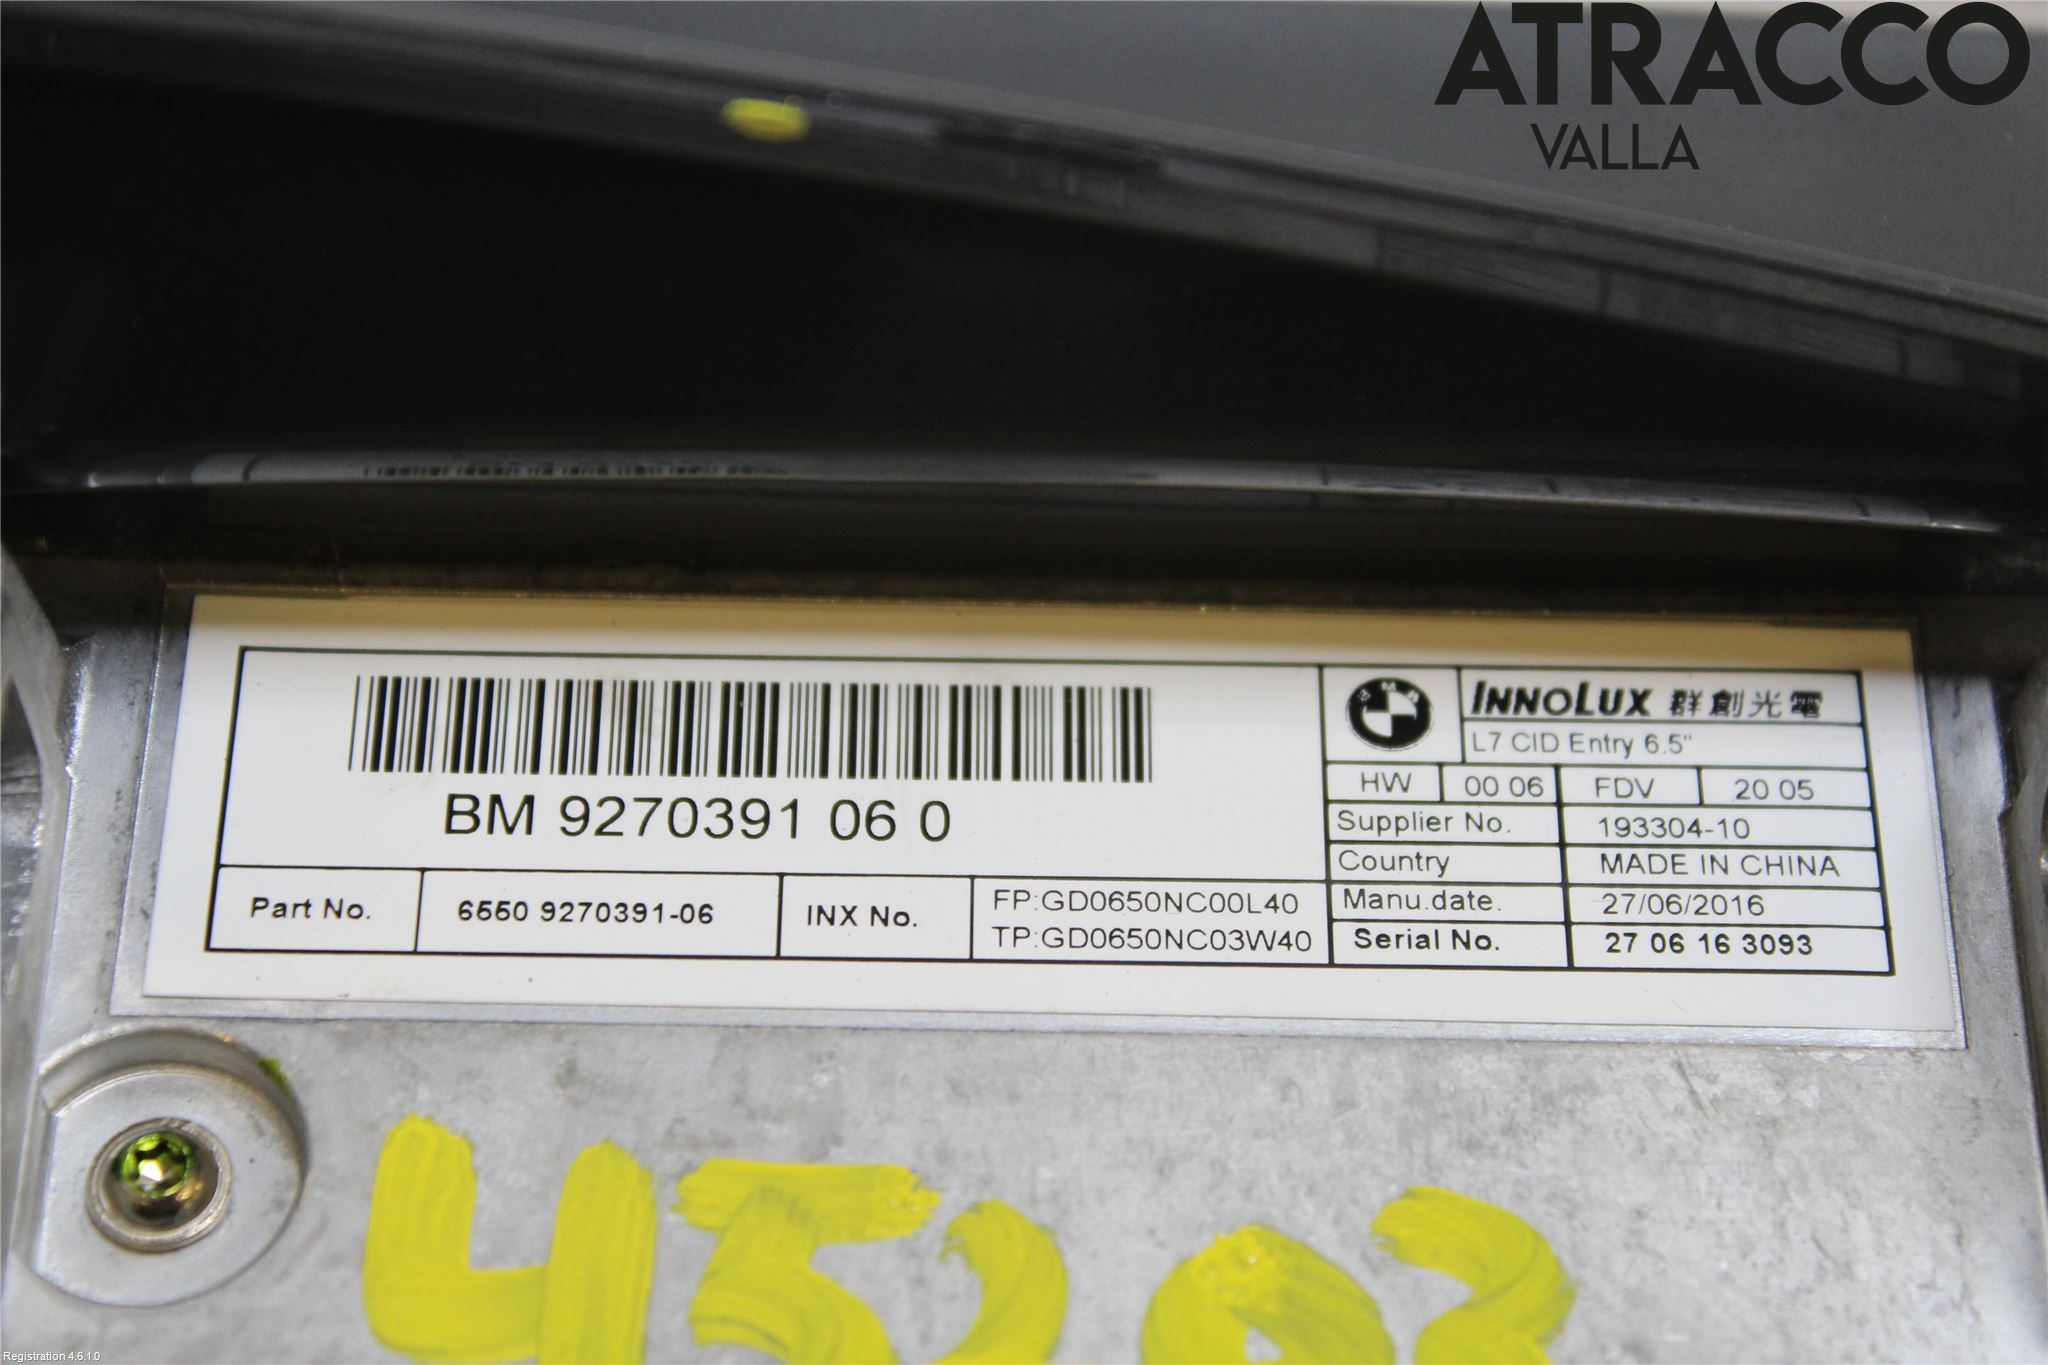 ATRACCO
VALLA
BM 9270391 06 0
BMW
INNOLUX 群創光電
L7 CID Entry 6.5"
HW 00 06 FDV 20 05
Supplier No. 193304-10
Country MADE IN CHINA
Manu.date. 27/06/2016
Serial No. 27 06 16 3093
Part No. 6550 9270391-06 INX No. FP:GD0650NC00L40
TP:GD0650NC03W40
Registration 4.6.1.0